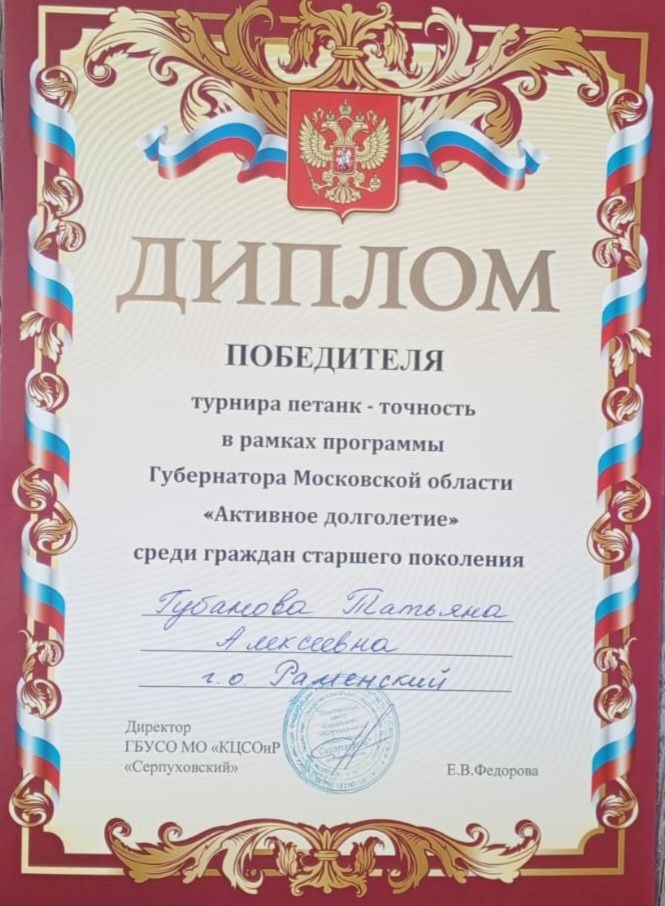 ДИПЛОМ
ПОБЕДИТЕЛЯ
турнира петанк - точность
в рамках программы
Губернатора Московской области
«Активное долголетие»
среди граждан старшего поколения
Губанова Татьяна
Алексеевна
г.о. Раменский
Директор
ГБУСО МО «КЦСОиР
«Серпуховский»
Е.В.Федорова